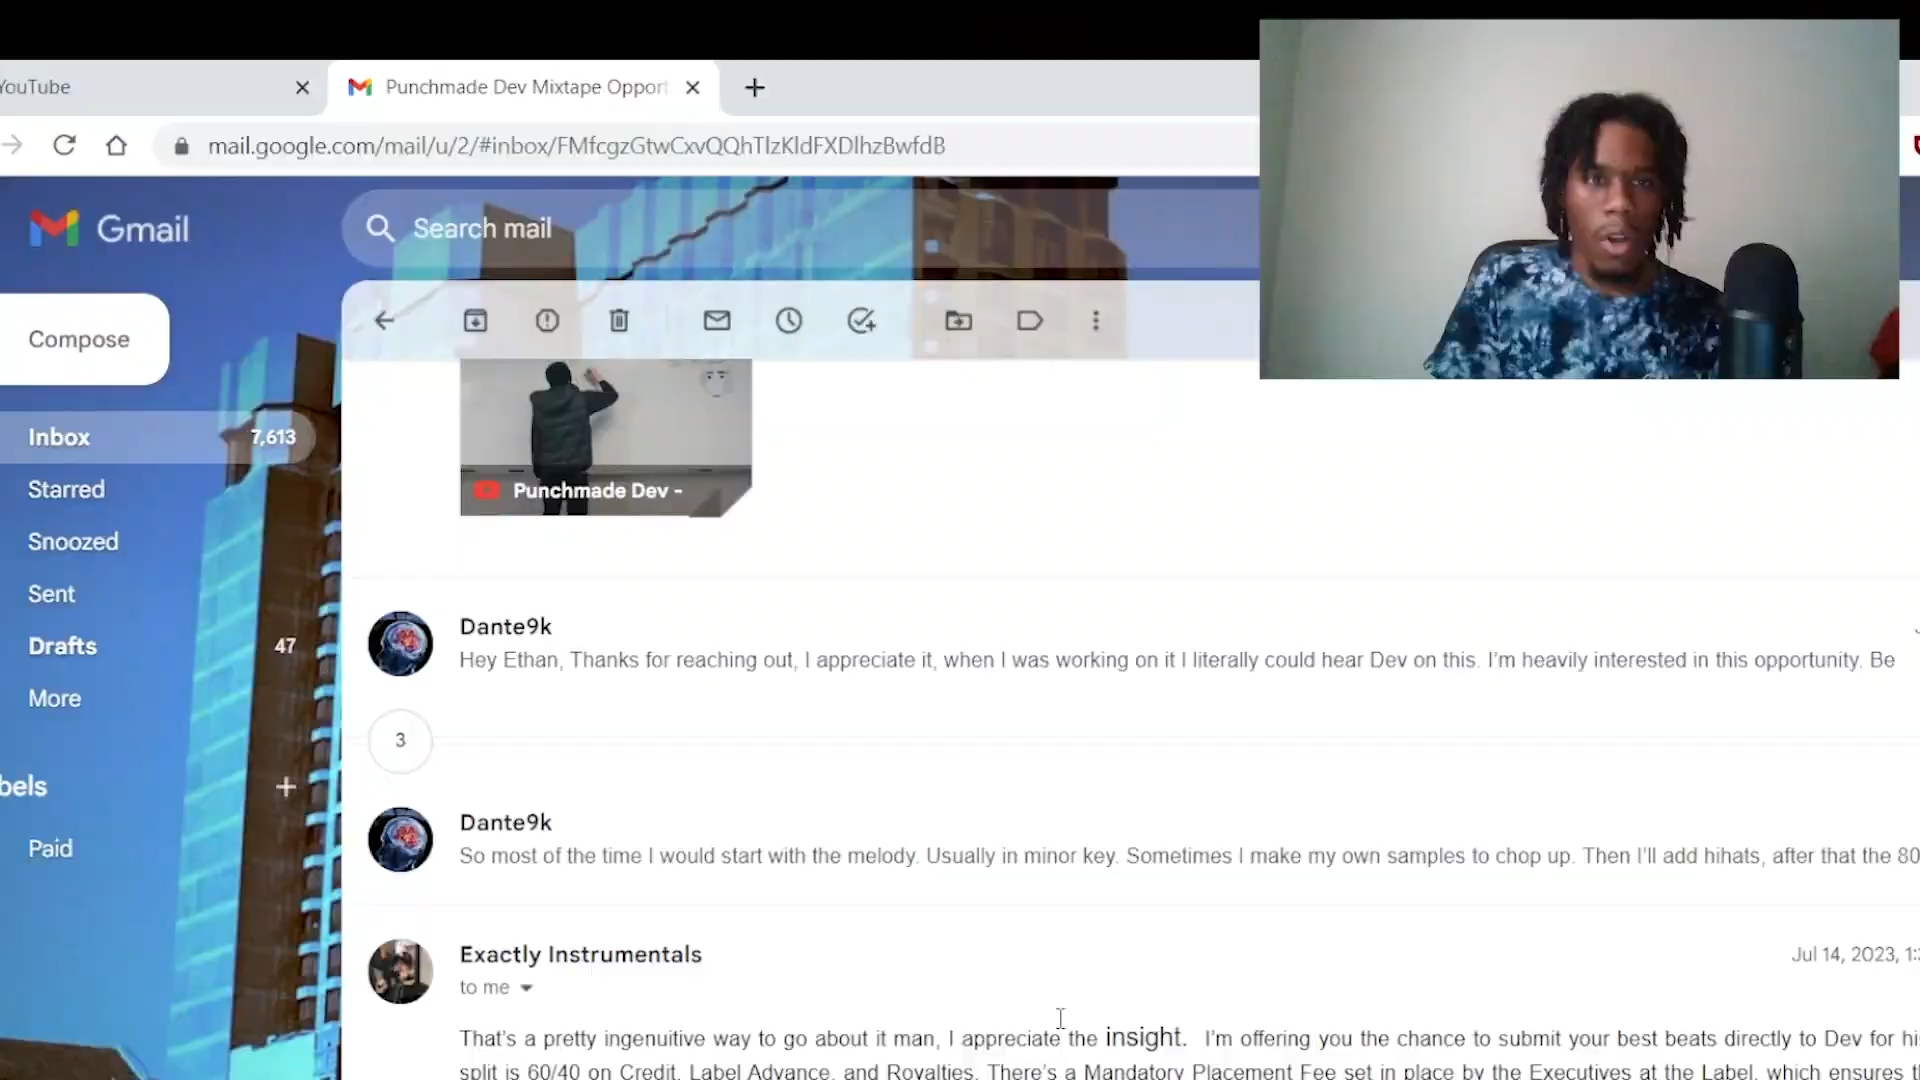 YouTube
Punchmade Dev Mixtape Opport
mail.google.com/mail/u/2/#inbox/FMfcgzGtwCxvQQhTlzKldFXDlhzBwfdB
Gmail
Search mail
Compose
Inbox 7,613
Starred
Snoozed
Sent
Drafts 47
More
bels
Paid
Punchmade Dev -
Dante9k
Hey Ethan, Thanks for reaching out, I appreciate it, when I was working on it I literally could hear Dev on this. I'm heavily interested in this opportunity. Be
3
Dante9k
So most of the time I would start with the melody. Usually in minor key. Sometimes I make my own samples to chop up. Then I'll add hihats, after that the 80
Exactly Instrumentals
Jul 14, 2023, 1:
to me
That's a pretty ingenuitive way to go about it man, I appreciate the insight. I'm offering you the chance to submit your best beats directly to Dev for hi
split is 60/40 on Credit, Label Advance, and Royalties. There's a Mandatory Placement Fee set in place by the Executives at the Label, which ensures t